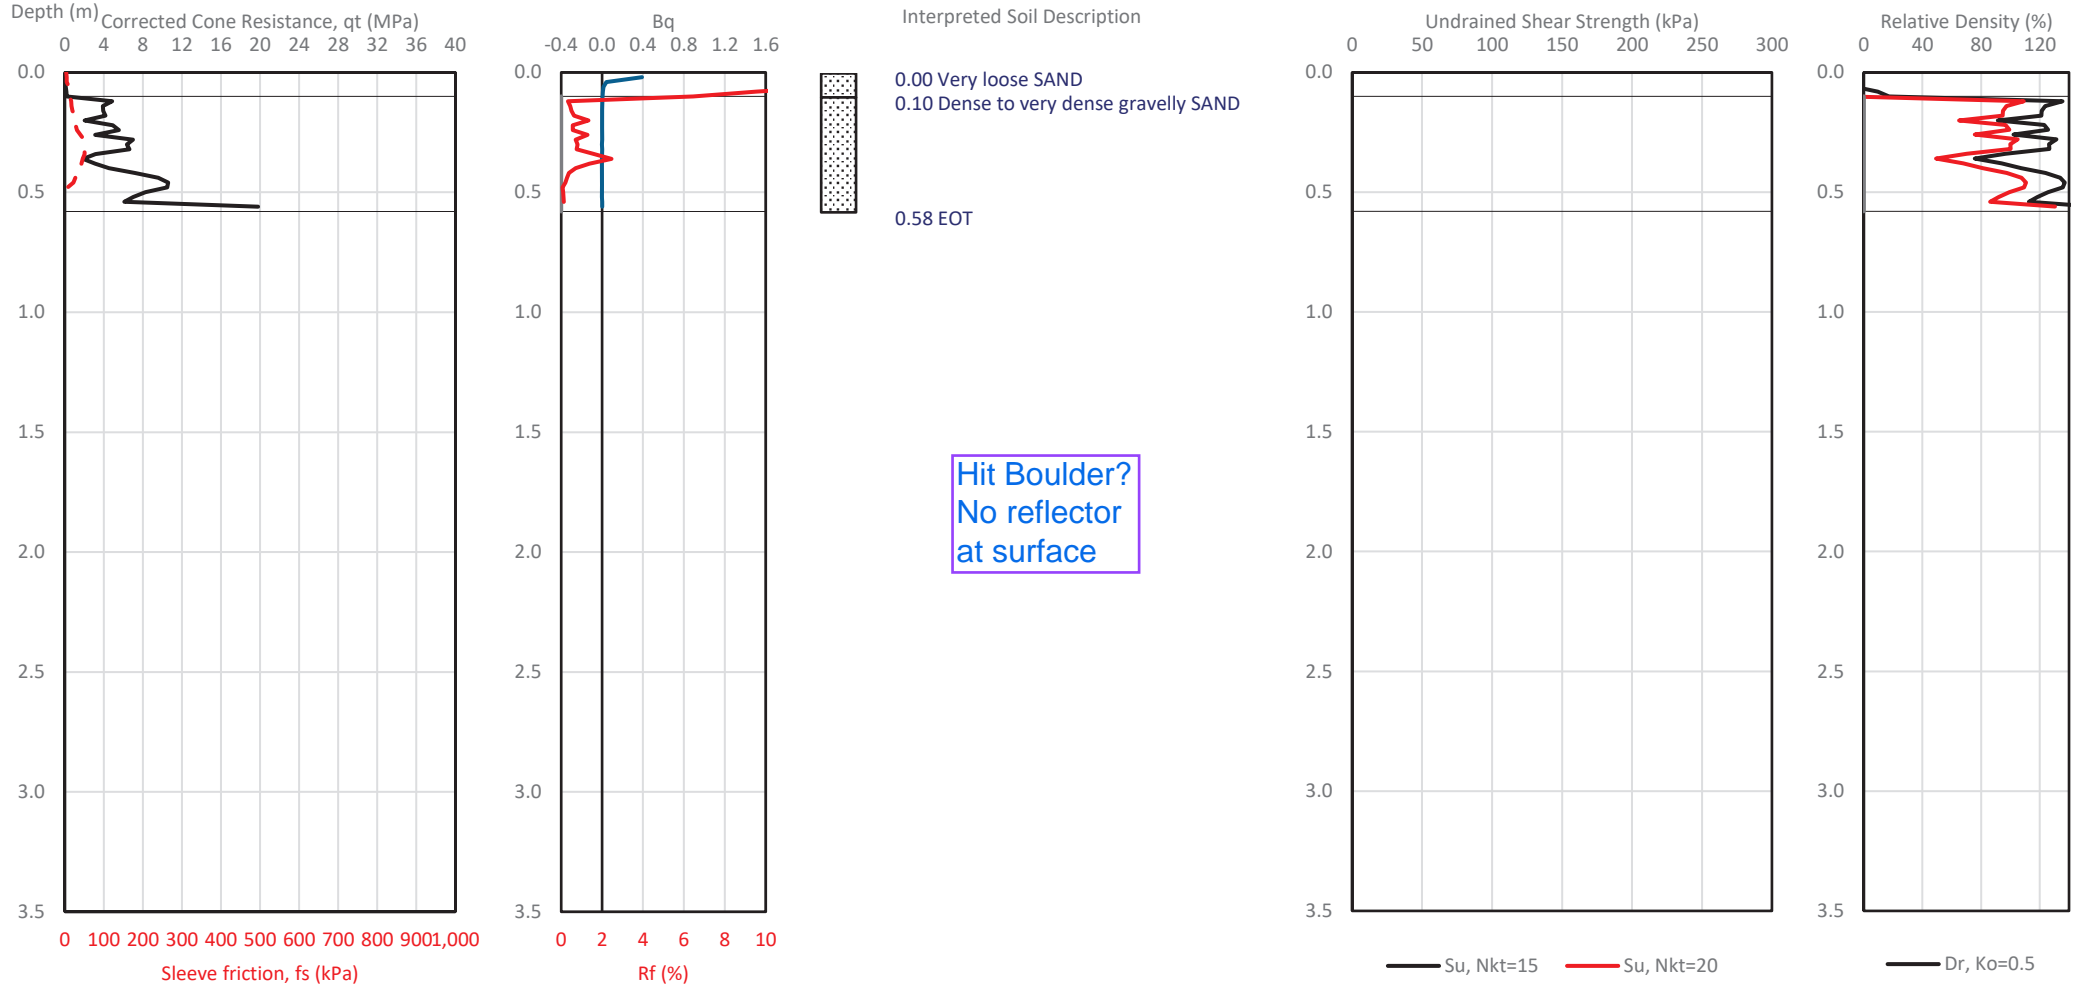 Depth (m)
Corrected Cone Resistance, qt (MPa)
0 4 8 12 16 20 24 28 32 36 40
0.0
0.5
1.0
1.5
2.0
2.5
3.0
3.5
0 100 200 300 400 500 600 700 800 900 1,000
Sleeve friction, fs (kPa)
Bq
-0.4 0.0 0.4 0.8 1.2 1.6
0.0
0.5
1.0
1.5
2.0
2.5
3.0
3.5
0 2 4 6 8 10
Rf (%)
Interpreted Soil Description
0.00 Very loose SAND
0.10 Dense to very dense gravelly SAND
0.58 EOT
Hit Boulder?
No reflector
at surface
Undrained Shear Strength (kPa)
0 50 100 150 200 250 300
0.0
0.5
1.0
1.5
2.0
2.5
3.0
3.5
Su, Nkt=15 Su, Nkt=20
Relative Density (%)
0 40 80 120
0.0
0.5
1.0
1.5
2.0
2.5
3.0
3.5
Dr, Ko=0.5